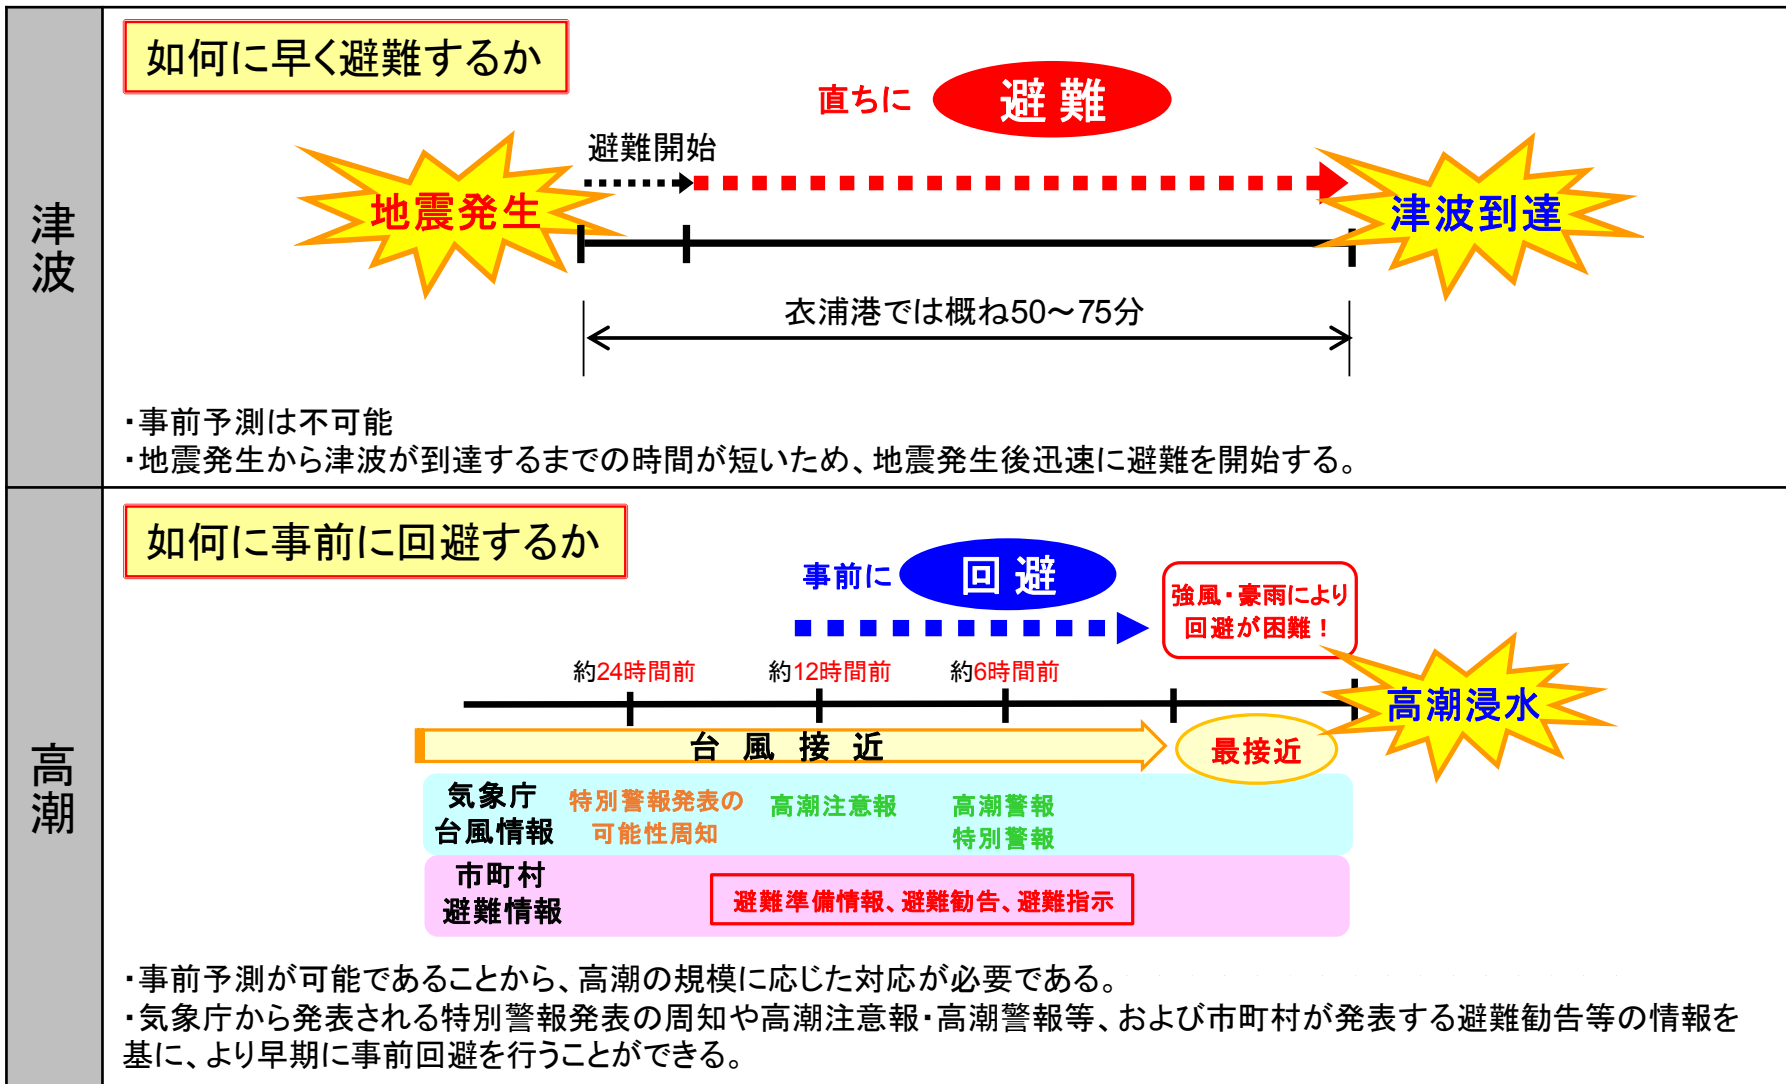 津波
如何に早く避難するか
直ちに 避難
避難開始
地震発生
津波到達
衣浦港では概ね50～75分
・事前予測は不可能
・地震発生から津波が到達するまでの時間が短いため、地震発生後迅速に避難を開始する。
高潮
如何に事前に回避するか
事前に 回避
強風・豪雨により
回避が困難！
約24時間前 約12時間前 約6時間前
高潮浸水
台風接近
最接近
気象庁
台風情報
特別警報発表の
可能性周知
高潮注意報
高潮警報
特別警報
市町村
避難情報
避難準備情報、避難勧告、避難指示
・事前予測が可能であることから、高潮の規模に応じた対応が必要である。
・気象庁から発表される特別警報発表の周知や高潮注意報・高潮警報等、および市町村が発表する避難勧告等の情報を
基に、より早期に事前回避を行うことができる。